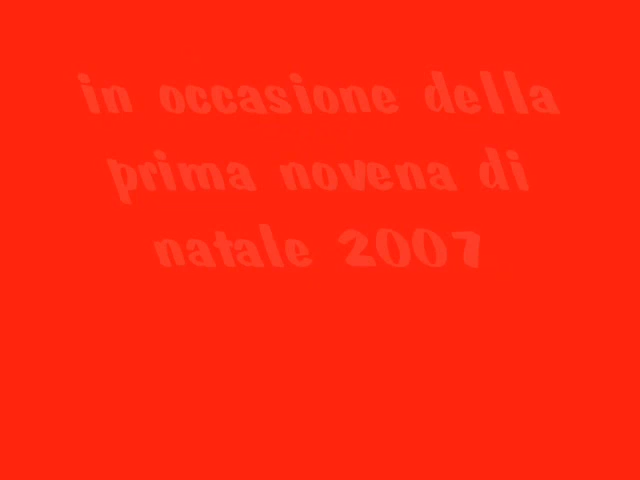 in occasione della
prima novena di
natale 2007